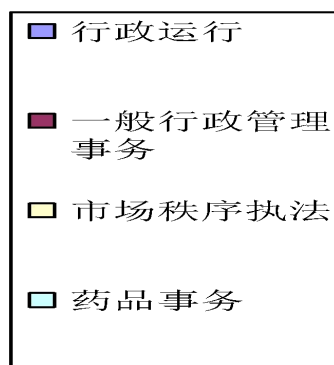 行政运行
一般行政管理
事务
市场秩序执法
药品事务